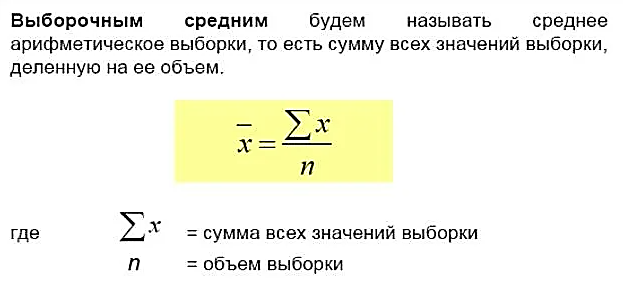 Выборочным средним будем называть среднее
арифметическое выборки, то есть сумму всех значений выборки,
деленную на ее объем.
x̄ = ∑x / n
где ∑x = сумма всех значений выборки
n = объем выборки